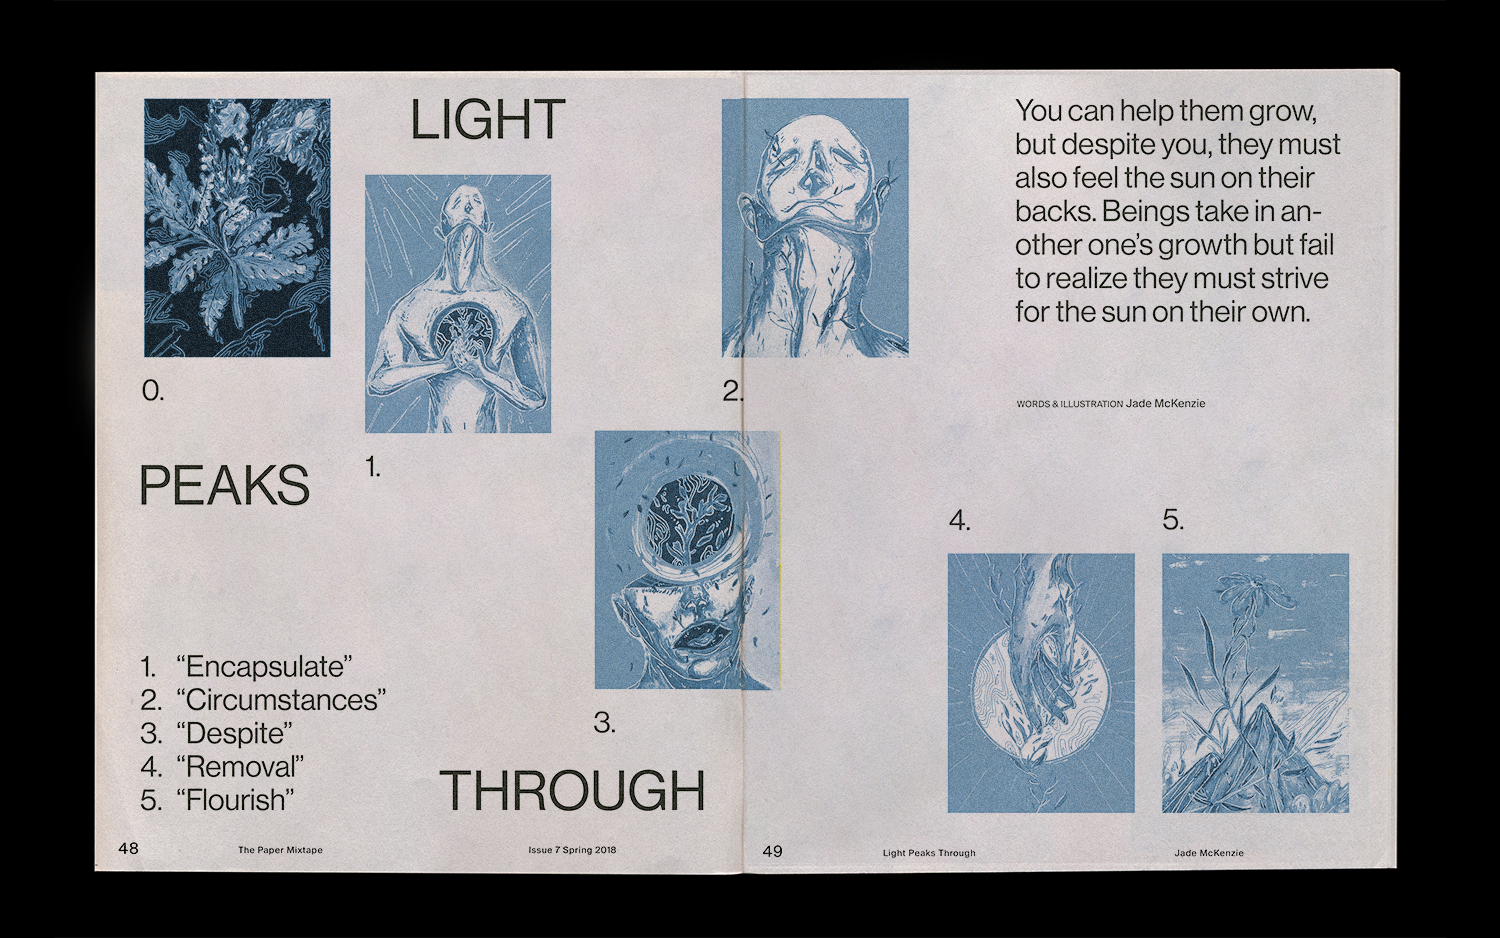 LIGHT
0.
1.
PEAKS
1. “Encapsulate”
2. “Circumstances”
3. “Despite”
4. “Removal”
5. “Flourish”
2.
3.
THROUGH
48
The Paper Mixtape
Issue 7 Spring 2018
You can help them grow,
but despite you, they must
also feel the sun on their
backs. Beings take in an-
other one’s growth but fail
to realize they must strive
for the sun on their own.
WORDS & ILLUSTRATION Jade McKenzie
4.
5.
49
Light Peaks Through
Jade McKenzie